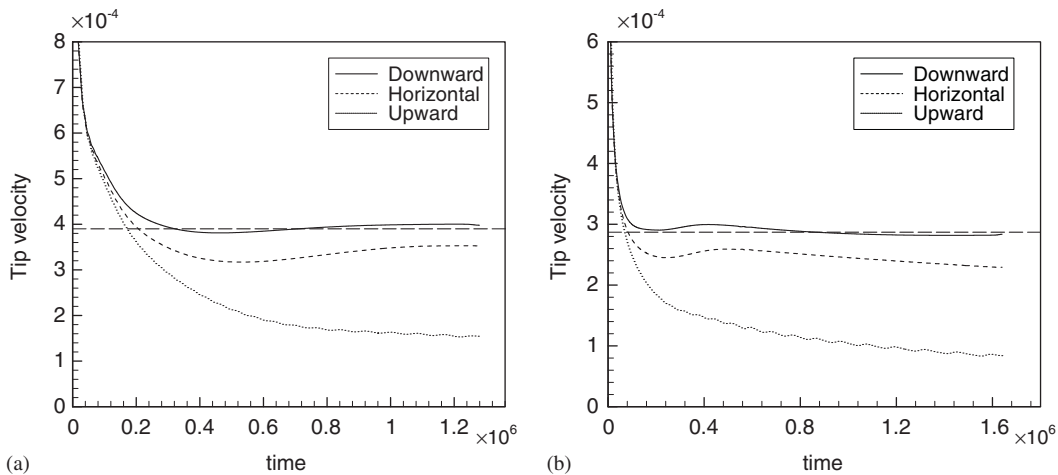 ×10⁻⁴
8
7
6
5
4
3
2
1
0
Tip velocity
Downward
Horizontal
Upward
0 0.2 0.4 0.6 0.8 1 1.2
×10⁶
time
(a)
×10⁻⁴
6
5
4
3
2
1
0
Tip velocity
Downward
Horizontal
Upward
0 0.4 0.8 1.2 1.6
×10⁶
time
(b)